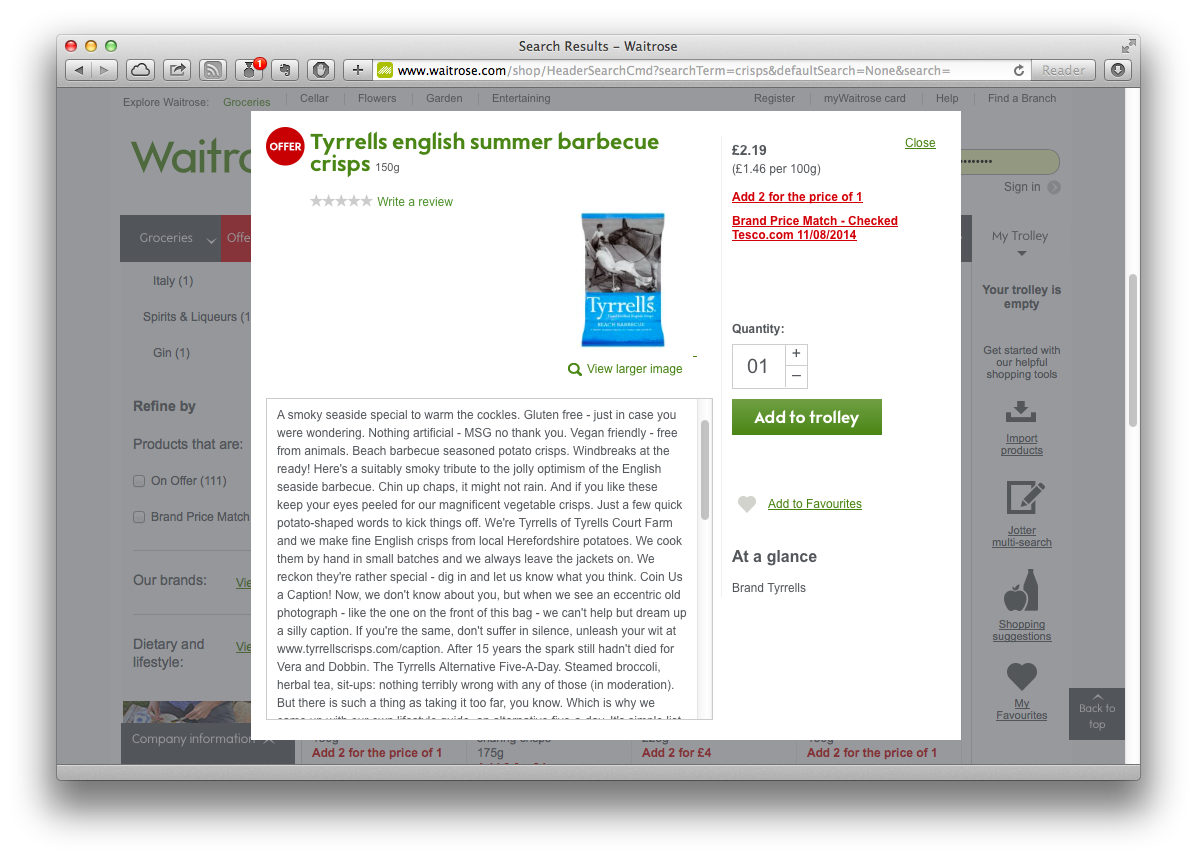 Search Results – Waitrose
1
www.waitrose.com/shop/HeaderSearchCmd?searchTerm=crisps&defaultSearch=None&search=
Reader
Explore Waitrose:
Groceries
Cellar
Flowers
Garden
Entertaining
Register
myWaitrose card
Help
Find a Branch
Waitro
Sign in
Groceries
Offe
My Trolley
Italy (1)
Spirits & Liqueurs (1
Gin (1)
Refine by
Products that are:
On Offer (111)
Brand Price Match
Our brands:
Vie
Dietary and
lifestyle:
Vie
Company information
OFFER
Tyrrells english summer barbecue
crisps 150g
Write a review
Tyrrells
BEACH BARBECUE
View larger image
A smoky seaside special to warm the cockles. Gluten free - just in case you
were wondering. Nothing artificial - MSG no thank you. Vegan friendly - free
from animals. Beach barbecue seasoned potato crisps. Windbreaks at the
ready! Here's a suitably smoky tribute to the jolly optimism of the English
seaside barbecue. Chin up chaps, it might not rain. And if you like these
keep your eyes peeled for our magnificent vegetable crisps. Just a few quick
potato-shaped words to kick things off. We're Tyrrells of Tyrells Court Farm
and we make fine English crisps from local Herefordshire potatoes. We cook
them by hand in small batches and we always leave the jackets on. We
reckon they're rather special - dig in and let us know what you think. Coin Us
a Caption! Now, we don't know about you, but when we see an eccentric old
photograph - like the one on the front of this bag - we can't help but dream up
a silly caption. If you're the same, don't suffer in silence, unleash your wit at
www.tyrrellscrisps.com/caption. After 15 years the spark still hadn't died for
Vera and Dobbin. The Tyrrells Alternative Five-A-Day. Steamed broccoli,
herbal tea, sit-ups: nothing terribly wrong with any of those (in moderation).
But there is such a thing as taking it too far, you know. Which is why we
£2.19
(£1.46 per 100g)
Close
Add 2 for the price of 1
Brand Price Match - Checked
Tesco.com 11/08/2014
Quantity:
01
+
–
Add to trolley
Add to Favourites
At a glance
Brand Tyrrells
Your trolley is
empty
Get started with
our helpful
shopping tools
Import
products
Jotter
multi-search
Shopping
suggestions
My
Favourites
Back to
top
175g
Add 2 for the price of 1
Add 2 for £4
Add 2 for the price of 1